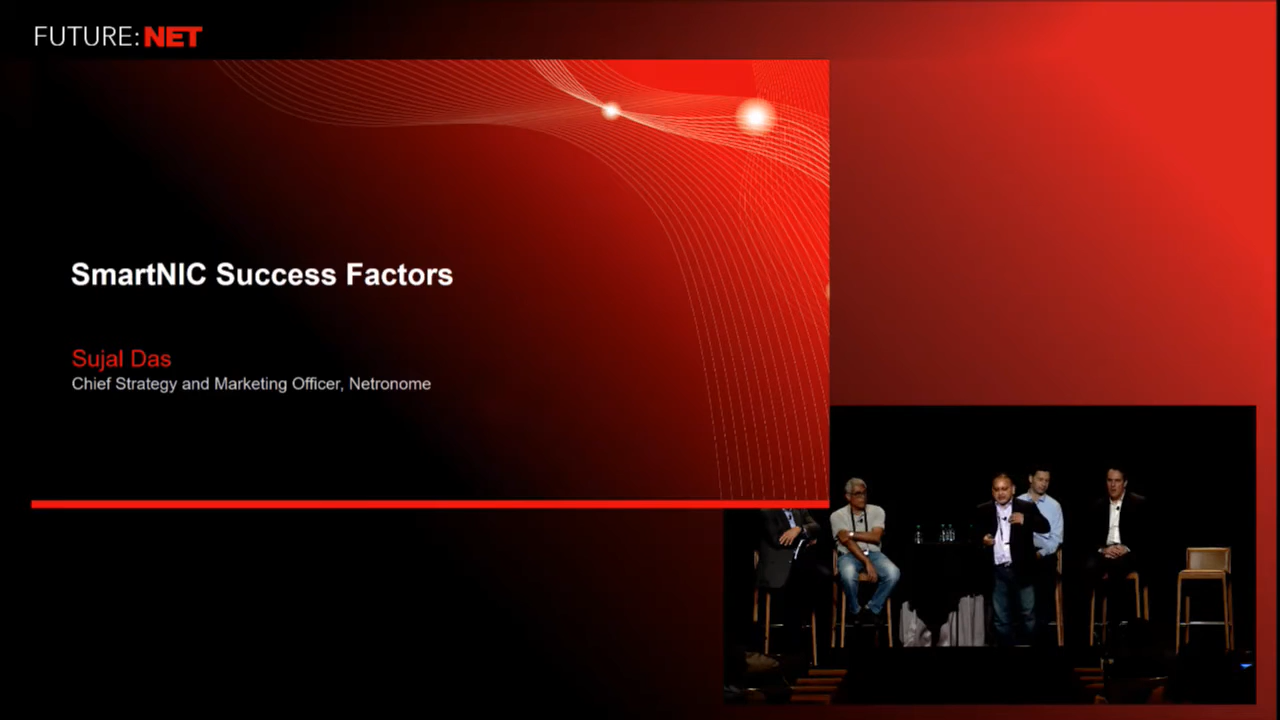 FUTURE:NET
SmartNIC Success Factors
Sujal Das
Chief Strategy and Marketing Officer, Netronome